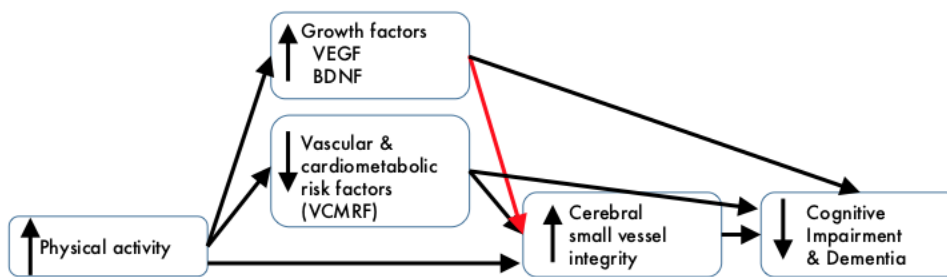 Growth factors
VEGF
BDNF
Vascular &
cardiometabolic
risk factors
(VCMRF)
Physical activity
Cerebral
small vessel
integrity
Cognitive
Impairment
& Dementia